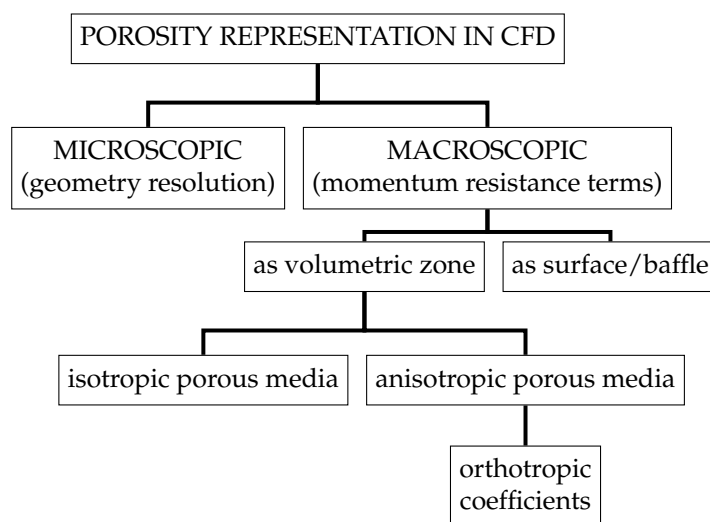 POROSITY REPRESENTATION IN CFD
MICROSCOPIC
(geometry resolution)
MACROSCOPIC
(momentum resistance terms)
as volumetric zone
as surface/baffle
isotropic porous media
anisotropic porous media
orthotropic
coefficients